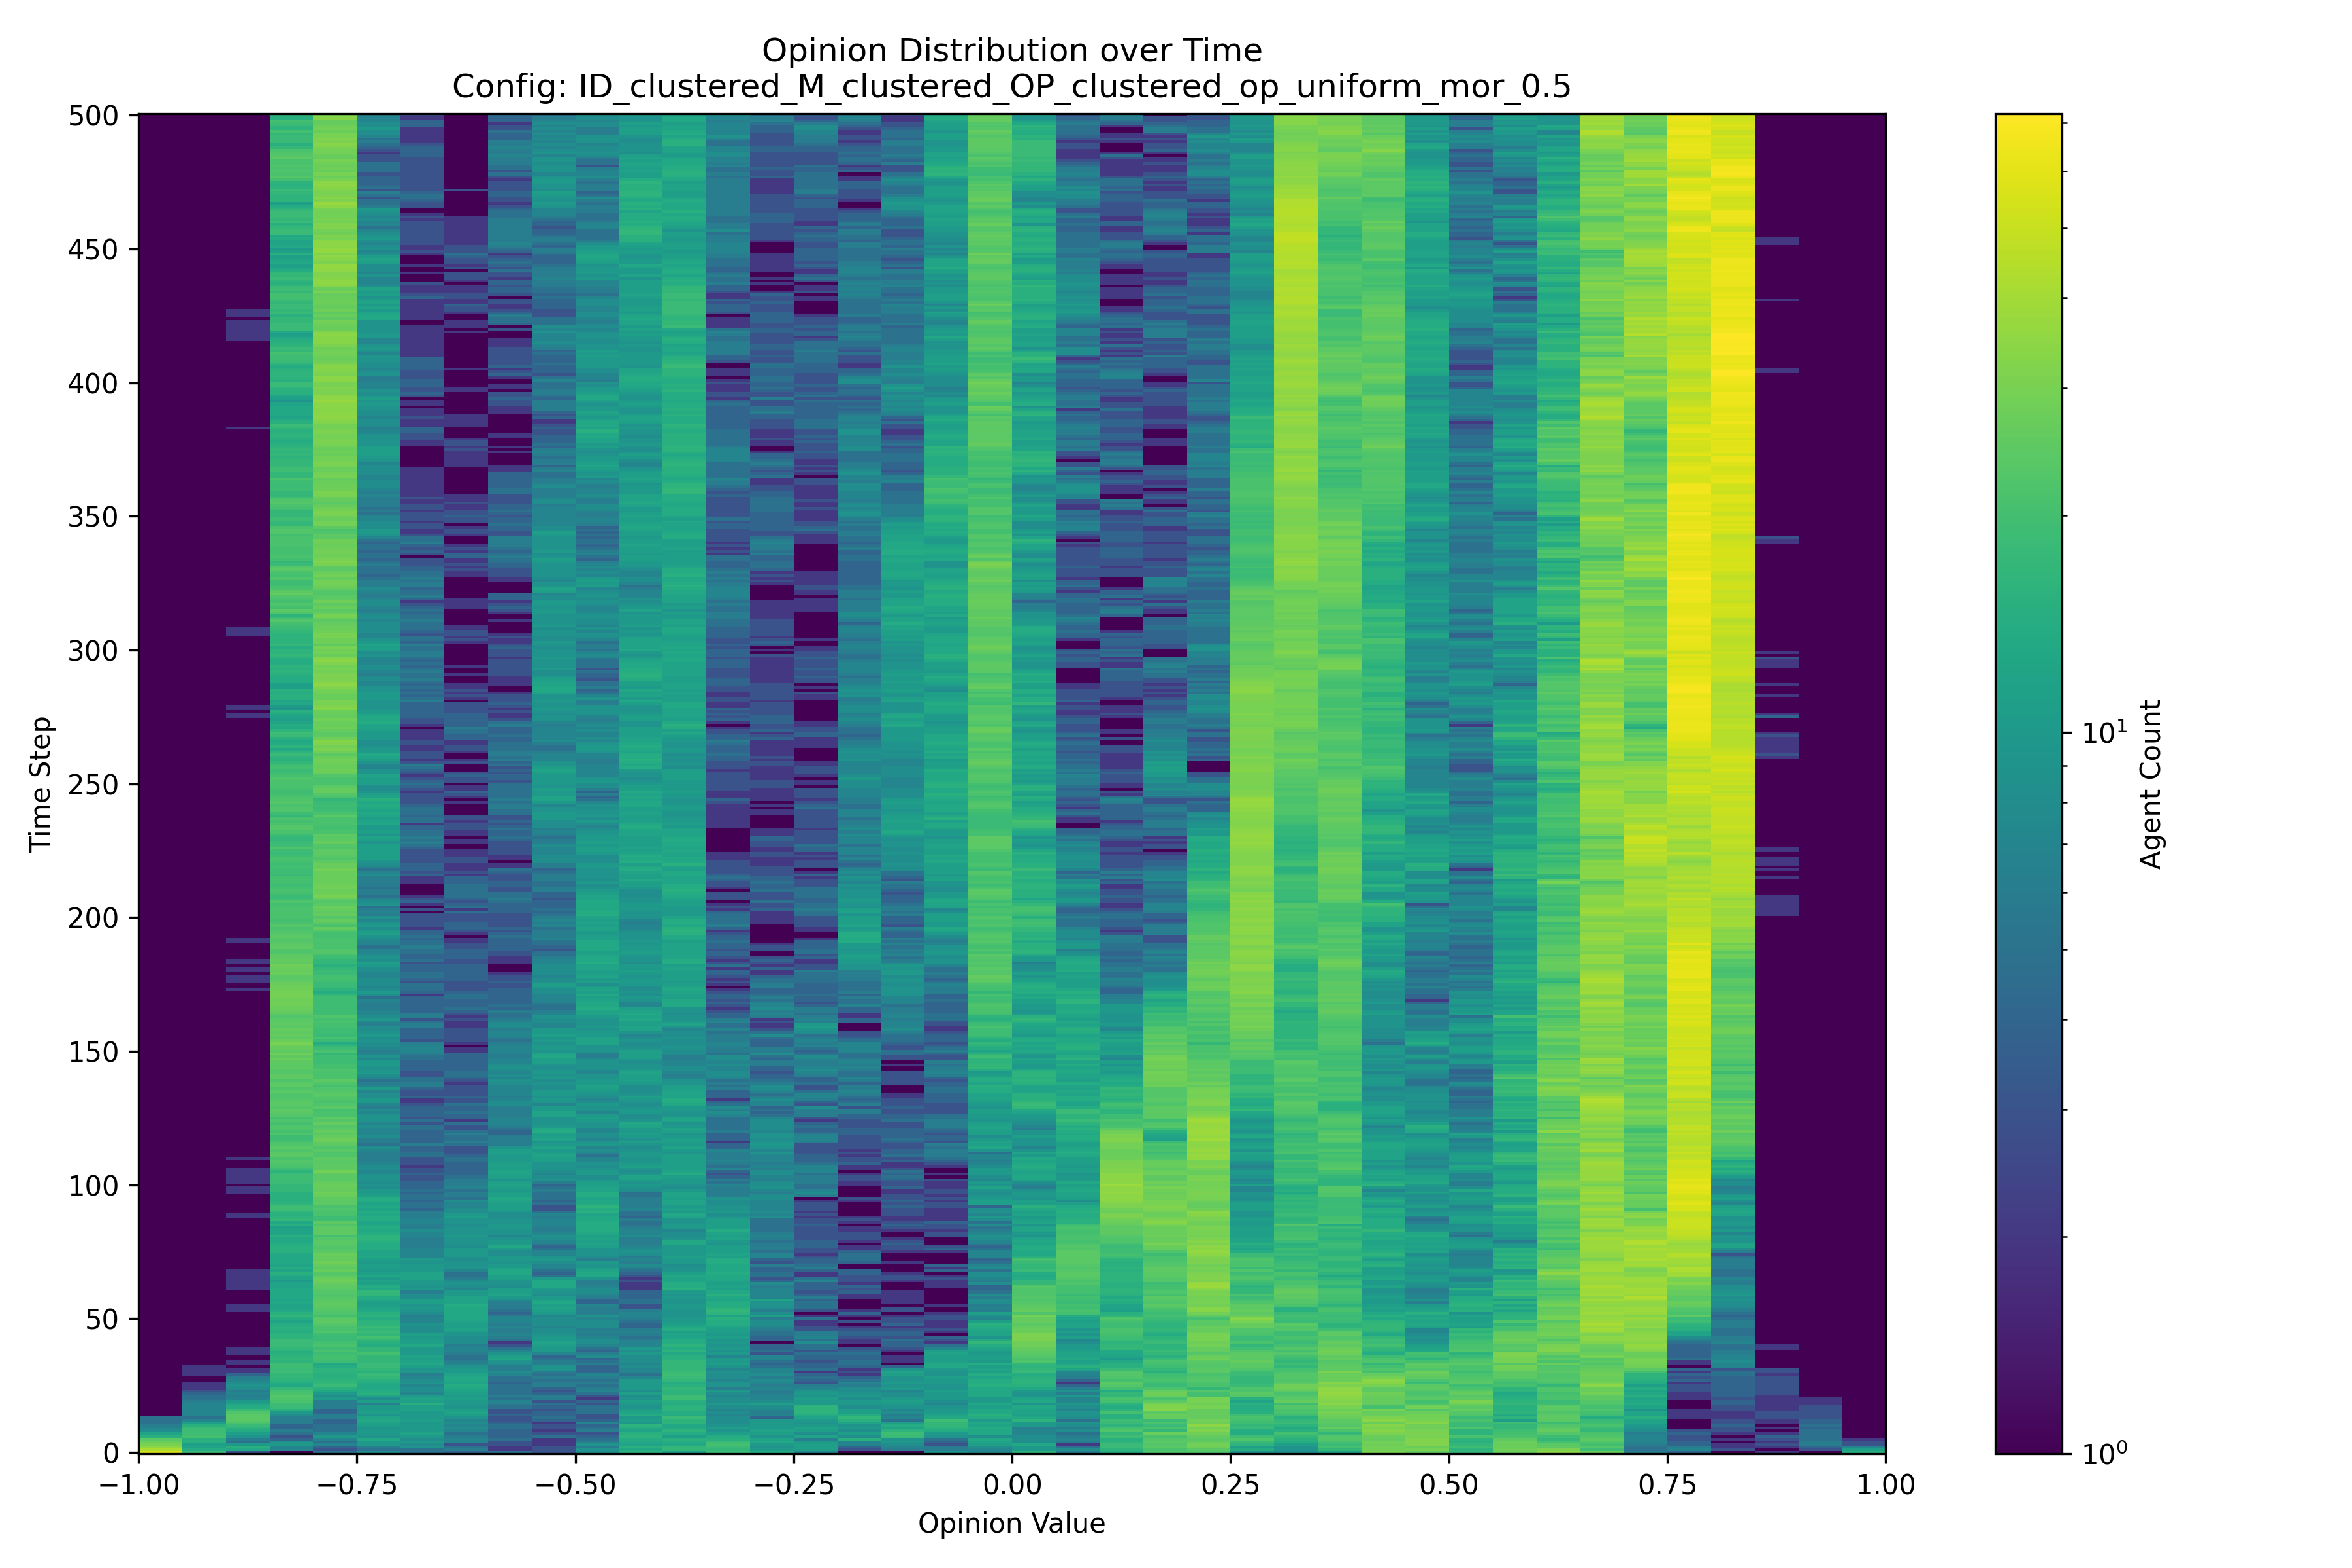 Opinion Distribution over Time
Config: ID_clustered_M_clustered_OP_clustered_op_uniform_mor_0.5
500
450
400
350
300
250
200
150
100
50
0
Time Step
−1.00 −0.75 −0.50 −0.25 0.00 0.25 0.50 0.75 1.00
Opinion Value
10¹
10⁰
Agent Count